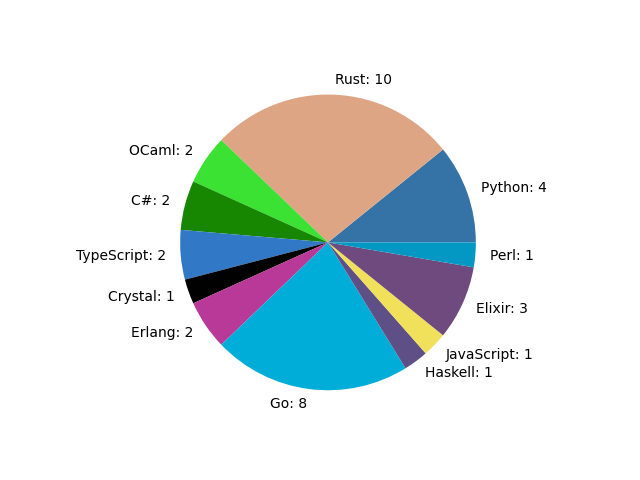 Rust: 10
OCaml: 2
Python: 4
C#: 2
TypeScript: 2
Perl: 1
Crystal: 1
Elixir: 3
Erlang: 2
JavaScript: 1
Haskell: 1
Go: 8